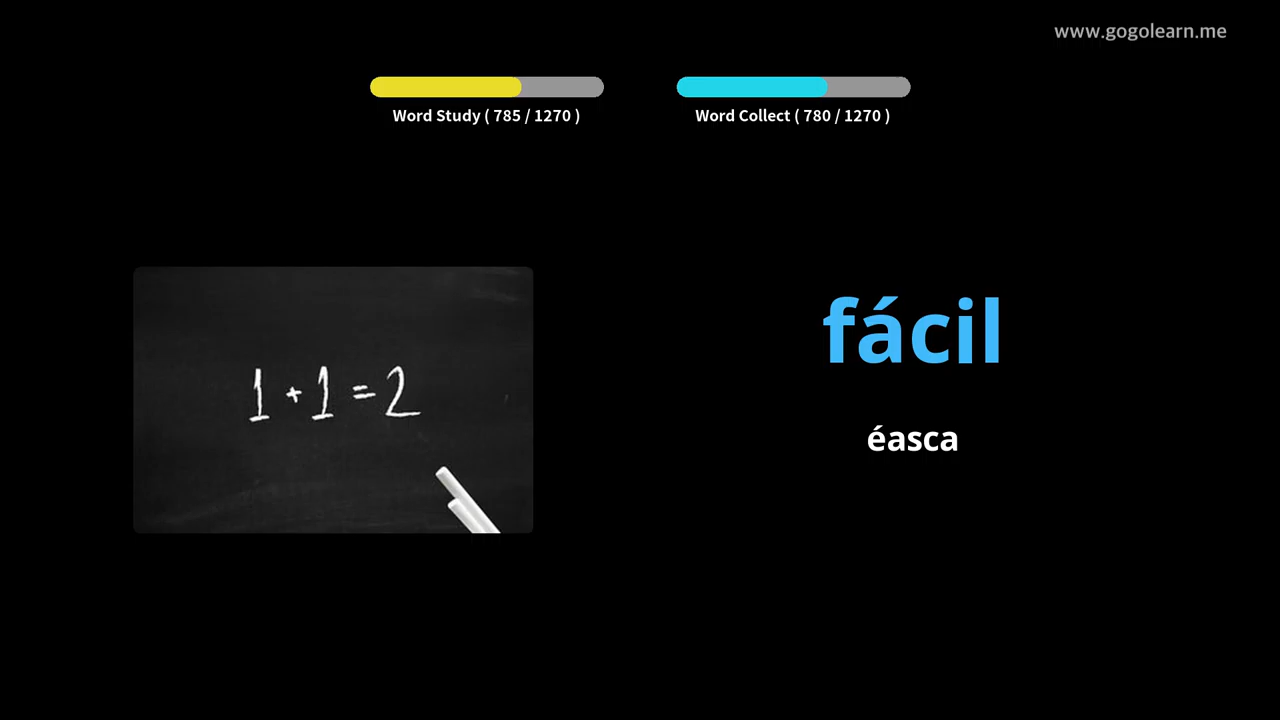 www.gogolearn.me
Word Study ( 785 / 1270 )
Word Collect ( 780 / 1270 )
1 + 1 = 2
fácil
éasca